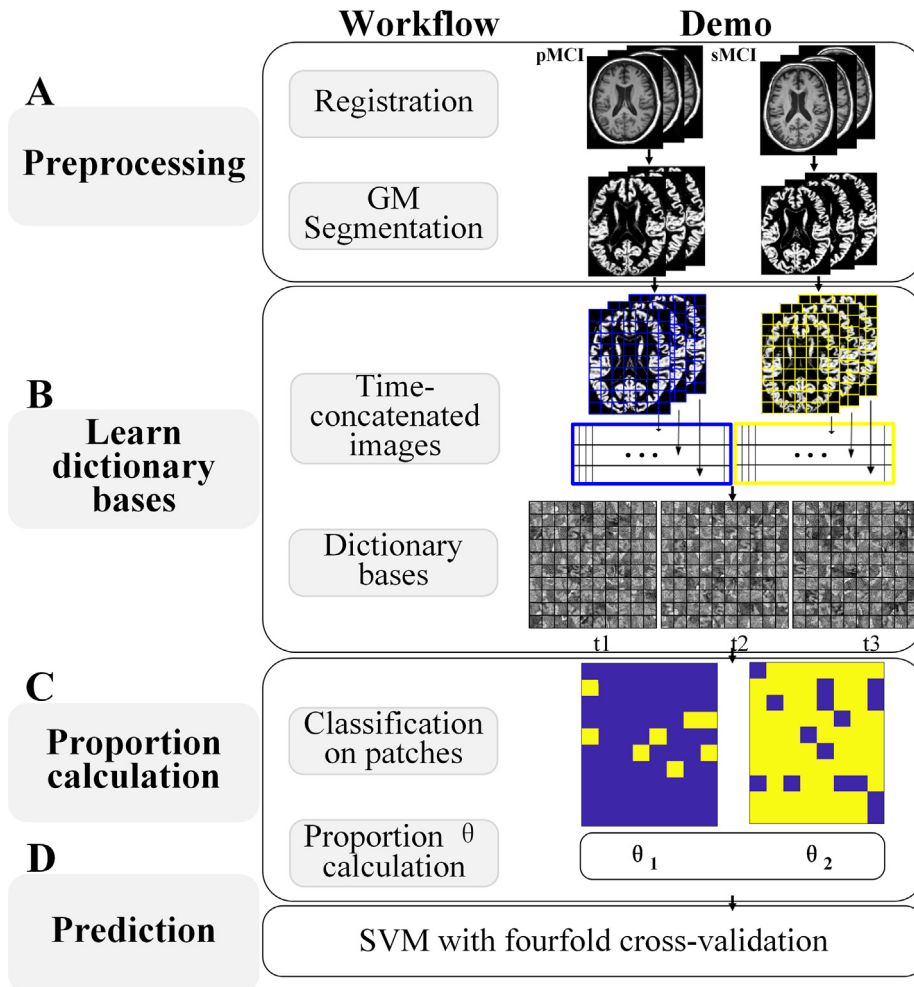 Workflow
Demo
A
Preprocessing
Registration
pMCI
sMCI
GM
Segmentation
B
Learn
dictionary
bases
Time-
concatenated
images
Dictionary
bases
t1
t2
t3
C
Proportion
calculation
Classification
on patches
Proportion θ
calculation
θ 1
θ 2
D
Prediction
SVM with fourfold cross-validation